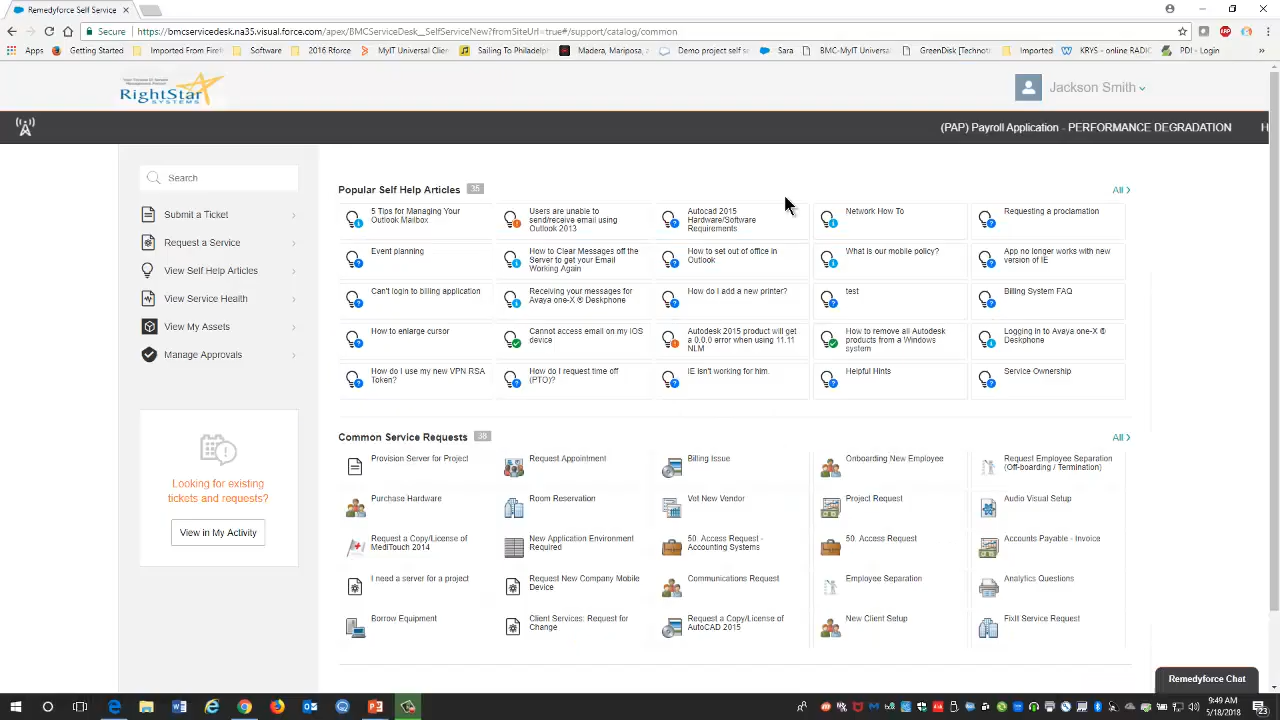 Remedyforce Self Service
Secure https://bmcservicedesk.na35.visual.force.com/apex/BMCServiceDesk__SelfServiceNew?fromSiteUrl=true#/support/catalog/common
Apps Getting Started Imported From Firef Software 2016 Rforce MyIT Universal Clie Sailing To Philadelph Madera, Mariposa, Demo project self s Sara BMC-MyIT Universa GreenDisk [Technot Imported KRYS - online RADIO PDI - Login »
RightStar
SYSTEMS
Jackson Smith
(PAP) Payroll Application - PERFORMANCE DEGRADATION H
Search
Submit a Ticket
Request a Service
View Self Help Articles
View Service Health
View My Assets
Manage Approvals
Looking for existing
tickets and requests?
View in My Activity
Popular Self Help Articles 35
All
5 Tips for Managing Your
Outlook Mailbox
Users are unable to
send/receive email using
Outlook 2013
Autocad 2015
Hardware/Software
Requirements
Network How To
Requesting a proclamation
Event planning
How to Clear Messages off the
Server to get your Email
Working Again
How to set out of office in
Outlook
What is our mobile policy?
App no longer works with new
version of IE
Can't login to billing application
Receiving your messages for
Avaya one-X ® Deskphone
How do I add a new printer?
test
Billing System FAQ
How to enlarge cursor
Cannot access email on my iOS
device
Autodesk 2015 product will get
a 0.0.0 error when using 11.11
NLM
How to remove all Autodesk
products from a Windows
system
Logging in to Avaya one-X ®
Deskphone
How do I use my new VPN RSA
Token?
How do I request time off
(PTO)?
IE isn't working for him.
Helpful Hints
Service Ownership
Common Service Requests 38
All
Provision Server for Project
Request Appointment
Billing Issue
Onboarding New Employee
Request Employee Separation
(Off-boarding / Termination)
Purchase Hardware
Room Reservation
Vet New Vendor
Project Request
Audio Visual Setup
Request a Copy/License of
MediTouch 2014
New Application Environment
Required
50. Access Request -
Accounting Systems
50. Access Request
Accounts Payable - Invoice
I need a server for a project
Request New Company Mobile
Device
Communications Request
Employee Separation
Analytics Questions
Borrow Equipment
Client Services: Request for
Change
Request a Copy/License of
AutoCAD 2015
New Client Setup
FixIt Service Request
Remedyforce Chat
9:49 AM
5/18/2018